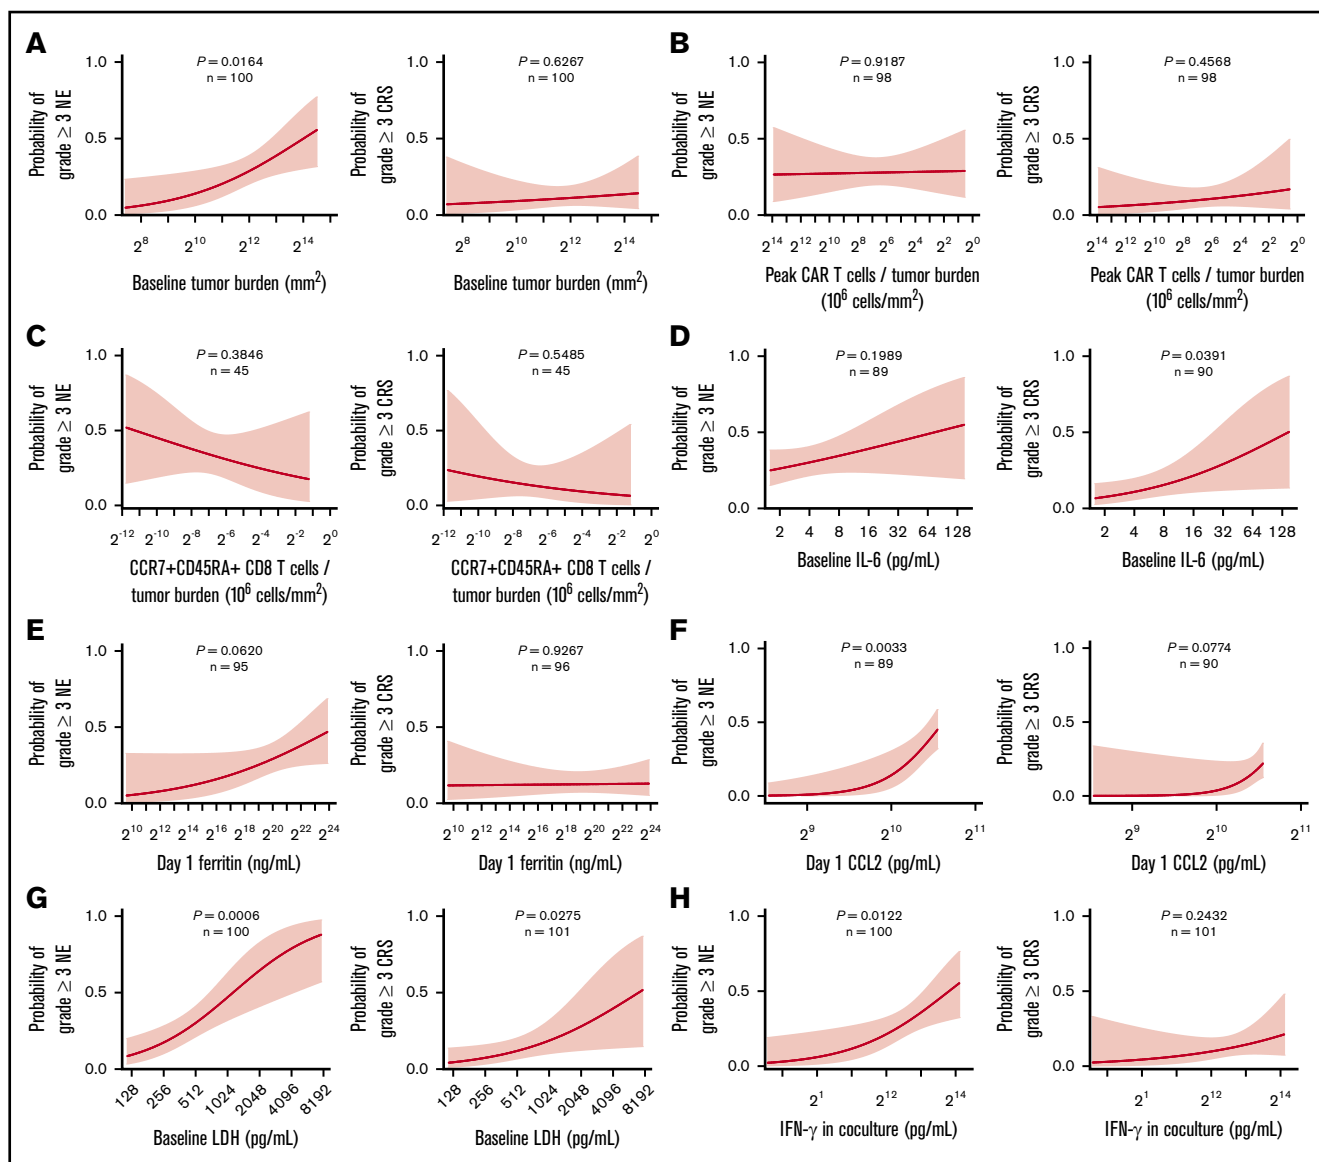 A
Probability of
grade ≥ 3 NE
P = 0.0164
n = 100
1.0
0.5
0.0
2^8 2^10 2^12 2^14
Baseline tumor burden (mm^2)
Probability of
grade ≥ 3 CRS
P = 0.6267
n = 100
1.0
0.5
0.0
2^8 2^10 2^12 2^14
Baseline tumor burden (mm^2)
B
Probability of
grade ≥ 3 NE
P = 0.9187
n = 98
1.0
0.5
0.0
2^14 2^12 2^10 2^8 2^6 2^4 2^2 2^0
Peak CAR T cells / tumor burden
(10^6 cells/mm^2)
Probability of
grade ≥ 3 CRS
P = 0.4568
n = 98
1.0
0.5
0.0
2^14 2^12 2^10 2^8 2^6 2^4 2^2 2^0
Peak CAR T cells / tumor burden
(10^6 cells/mm^2)
C
Probability of
grade ≥ 3 NE
P = 0.3846
n = 45
1.0
0.5
0.0
2^-12 2^-10 2^-8 2^-6 2^-4 2^-2 2^0
CCR7+CD45RA+ CD8 T cells /
tumor burden (10^6 cells/mm^2)
Probability of
grade ≥ 3 CRS
P = 0.5485
n = 45
1.0
0.5
0.0
2^-12 2^-10 2^-8 2^-6 2^-4 2^-2 2^0
CCR7+CD45RA+ CD8 T cells /
tumor burden (10^6 cells/mm^2)
D
Probability of
grade ≥ 3 NE
P = 0.1989
n = 89
1.0
0.5
0.0
2 4 8 16 32 64 128
Baseline IL-6 (pg/mL)
Probability of
grade ≥ 3 CRS
P = 0.0391
n = 90
1.0
0.5
0.0
2 4 8 16 32 64 128
Baseline IL-6 (pg/mL)
E
Probability of
grade ≥ 3 NE
P = 0.0620
n = 95
1.0
0.5
0.0
2^10 2^12 2^14 2^16 2^18 2^20 2^22 2^24
Day 1 ferritin (ng/mL)
Probability of
grade ≥ 3 CRS
P = 0.9267
n = 96
1.0
0.5
0.0
2^10 2^12 2^14 2^16 2^18 2^20 2^22 2^24
Day 1 ferritin (ng/mL)
F
Probability of
grade ≥ 3 NE
P = 0.0033
n = 89
1.0
0.5
0.0
2^9 2^10 2^11
Day 1 CCL2 (pg/mL)
Probability of
grade ≥ 3 CRS
P = 0.0774
n = 90
1.0
0.5
0.0
2^9 2^10 2^11
Day 1 CCL2 (pg/mL)
G
Probability of
grade ≥ 3 NE
P = 0.0006
n = 100
1.0
0.5
0.0
128 256 512 1024 2048 4096 8192
Baseline LDH (pg/mL)
Probability of
grade ≥ 3 CRS
P = 0.0275
n = 101
1.0
0.5
0.0
128 256 512 1024 2048 4096 8192
Baseline LDH (pg/mL)
H
Probability of
grade ≥ 3 NE
P = 0.0122
n = 100
1.0
0.5
0.0
2^1 2^12 2^14
IFN-γ in coculture (pg/mL)
Probability of
grade ≥ 3 CRS
P = 0.2432
n = 101
1.0
0.5
0.0
2^1 2^12 2^14
IFN-γ in coculture (pg/mL)